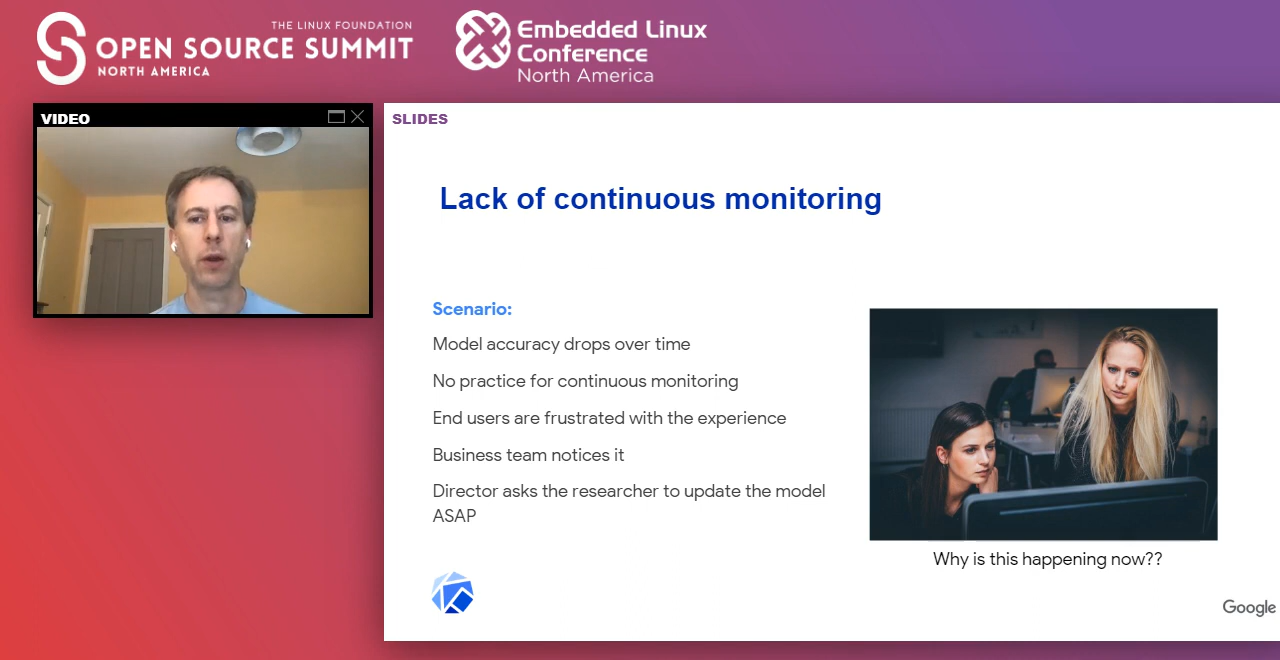 THE LINUX FOUNDATION
OPEN SOURCE SUMMIT
NORTH AMERICA
Embedded Linux
Conference
North America
VIDEO
SLIDES
Lack of continuous monitoring
Scenario:
Model accuracy drops over time
No practice for continuous monitoring
End users are frustrated with the experience
Business team notices it
Director asks the researcher to update the model
ASAP
Why is this happening now??
Google